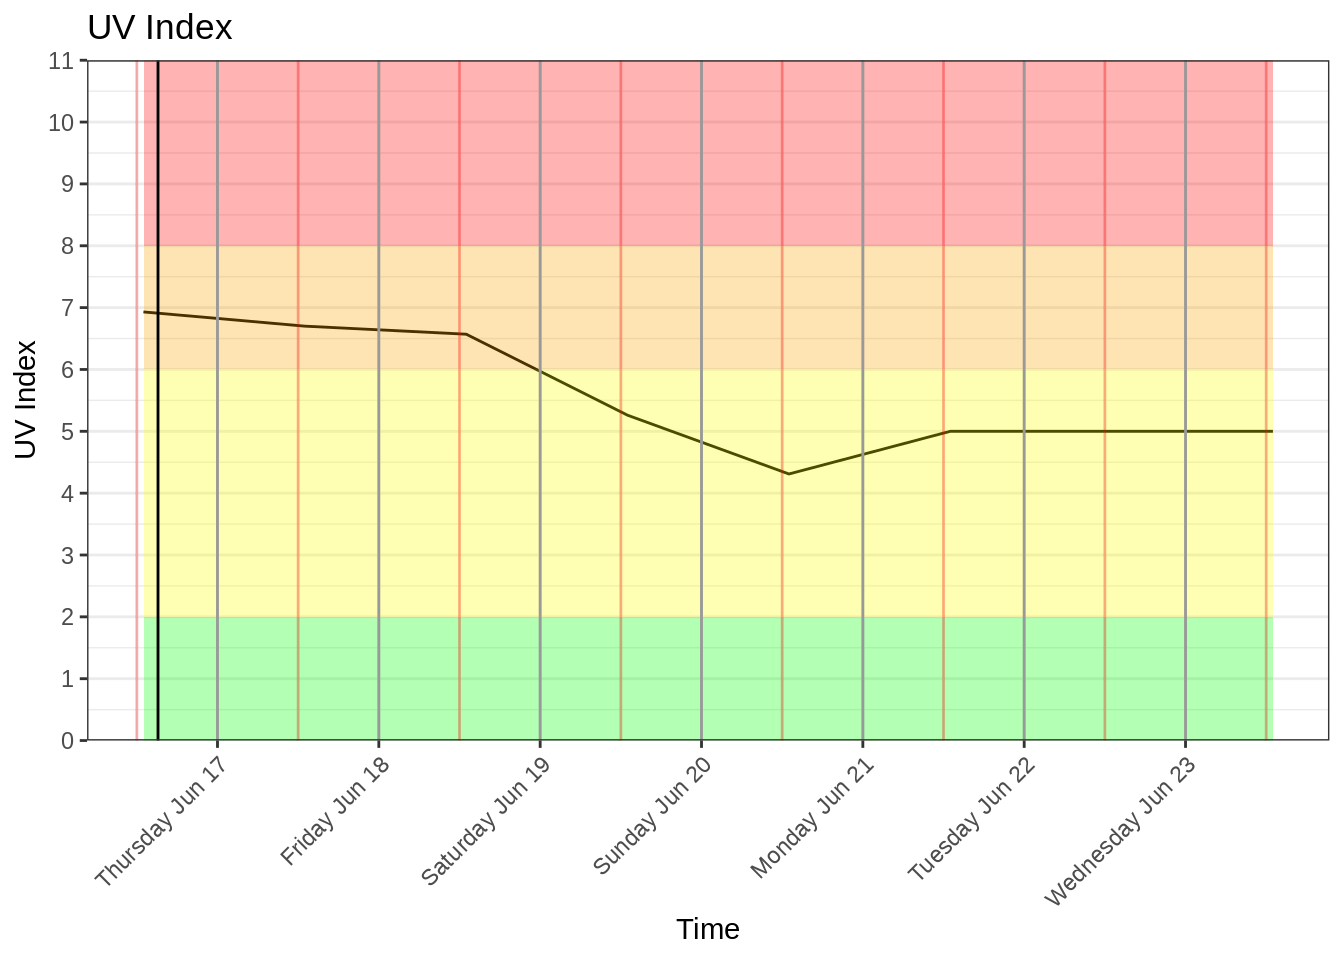 UV Index
11
10
9
8
7
6
5
4
3
2
1
0
UV Index
Thursday Jun 17
Friday Jun 18
Saturday Jun 19
Sunday Jun 20
Monday Jun 21
Tuesday Jun 22
Wednesday Jun 23
Time